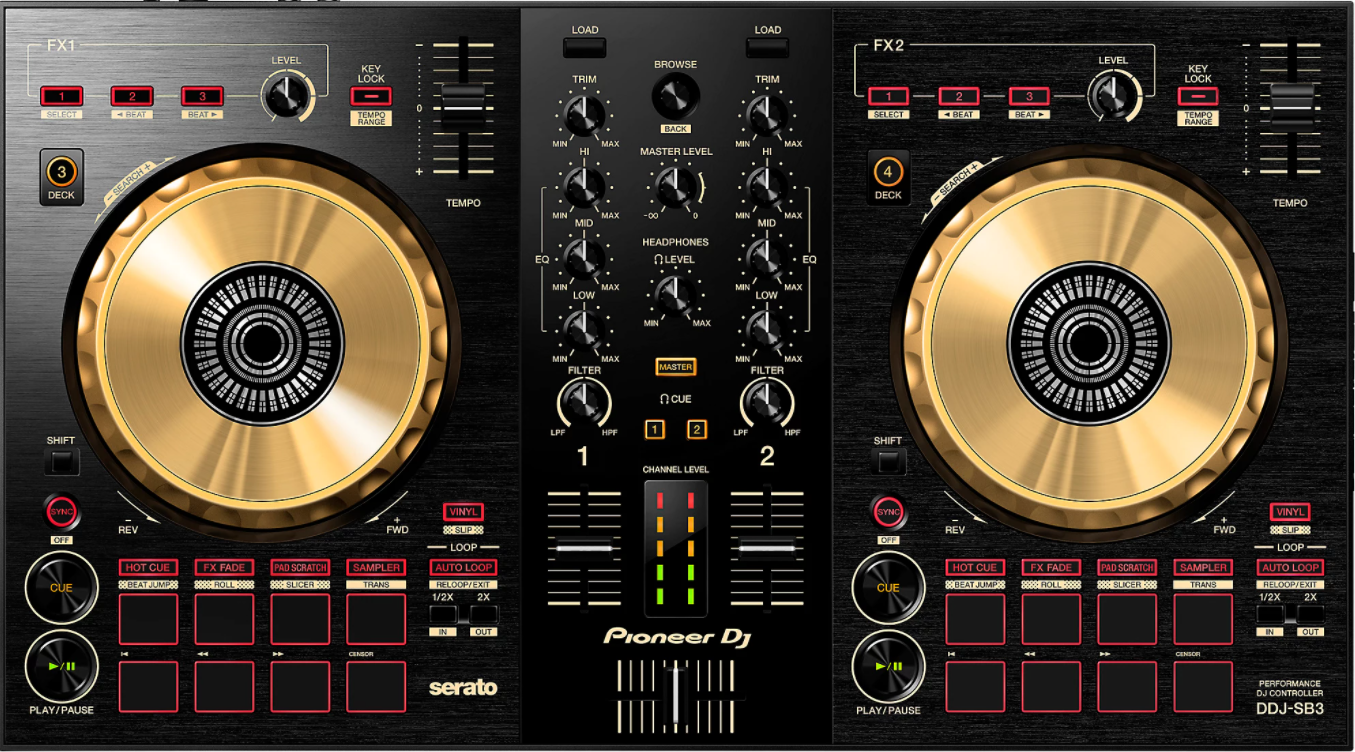 FX1
LEVEL
1
2
3
SELECT
◄ BEAT
BEAT ►
KEY
LOCK
TEMPO
RANGE
−
0
+
TEMPO
3
DECK
− SEARCH +
SHIFT
SYNC
OFF
−
REV
+
FWD
VINYL
SLIP
LOOP
CUE
HOT CUE
FX FADE
PAD SCRATCH
SAMPLER
AUTO LOOP
BEAT JUMP
ROLL
SLICER
TRANS
RELOOP/EXIT
1/2X
2X
IN
OUT
►/II
PLAY/PAUSE
I◄
◄◄
►►
CENSOR
serato
LOAD
LOAD
BROWSE
BACK
TRIM
TRIM
MIN
MAX
MIN
MAX
MASTER LEVEL
-∞
0
HI
HI
MIN
MAX
MIN
MAX
MID
MID
HEADPHONES
LEVEL
EQ
EQ
MIN
MAX
MIN
MAX
MIN
MAX
LOW
LOW
MIN
MAX
MIN
MAX
FILTER
FILTER
MASTER
CUE
1
2
LPF
HPF
LPF
HPF
1
2
CHANNEL LEVEL
Pioneer Dj
FX2
LEVEL
1
2
3
SELECT
◄ BEAT
BEAT ►
KEY
LOCK
TEMPO
RANGE
−
0
+
TEMPO
4
DECK
− SEARCH +
SHIFT
SYNC
OFF
−
REV
+
FWD
VINYL
SLIP
LOOP
CUE
HOT CUE
FX FADE
PAD SCRATCH
SAMPLER
AUTO LOOP
BEAT JUMP
ROLL
SLICER
TRANS
RELOOP/EXIT
1/2X
2X
IN
OUT
►/II
PLAY/PAUSE
I◄
◄◄
►►
CENSOR
PERFORMANCE
DJ CONTROLLER
DDJ-SB3